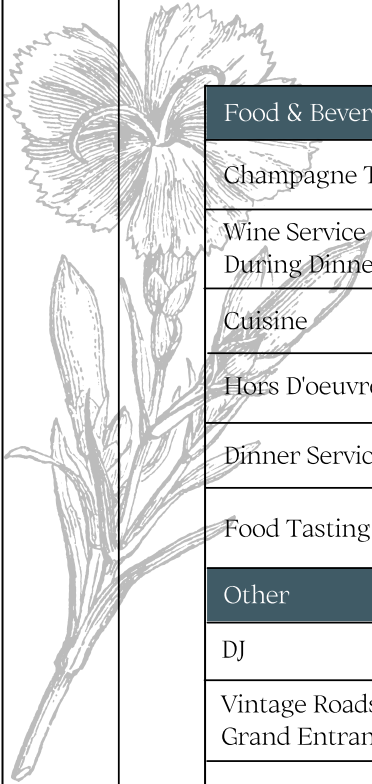 Food & Bever
Champagne T
Wine Service
During Dinne
Cuisine
Hors D'oeuvre
Dinner Servic
Food Tasting
Other
DJ
Vintage Roads
Grand Entran